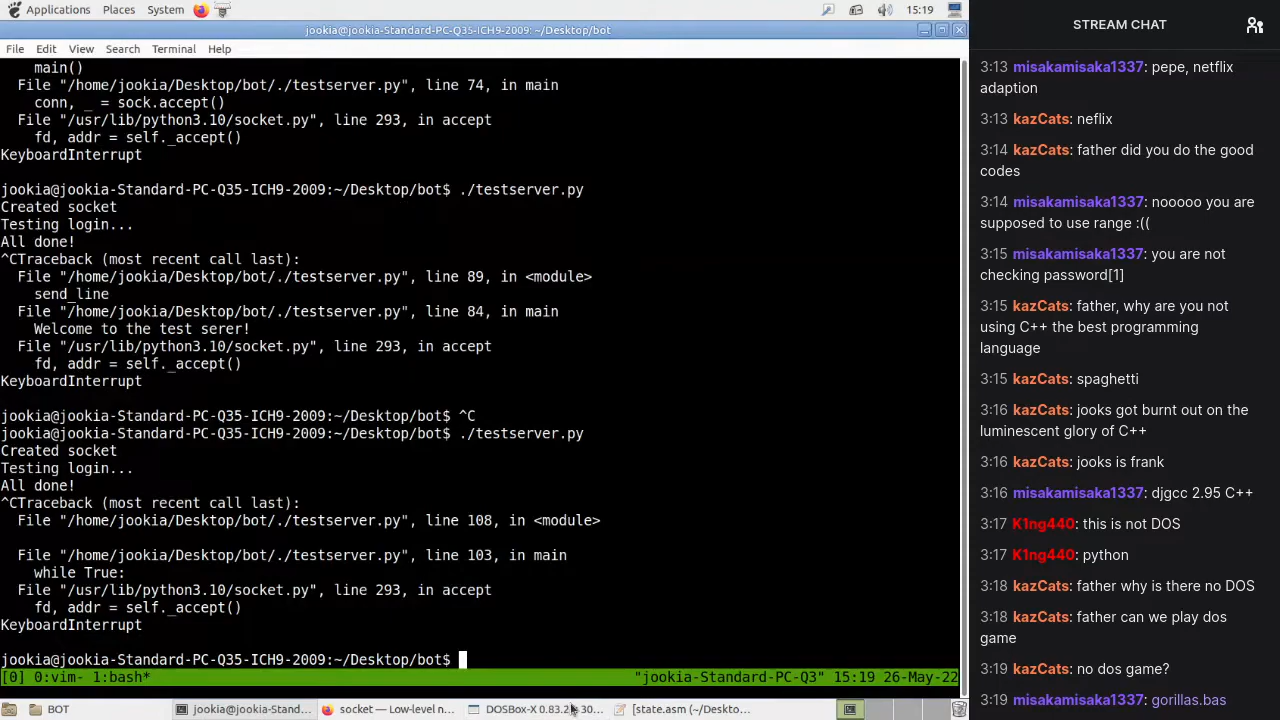 Applications Places System 15:19
jookia@jookia-Standard-PC-Q35-ICH9-2009: ~/Desktop/bot
File Edit View Search Terminal Help
    main()
  File "/home/jookia/Desktop/bot/./testserver.py", line 74, in main
    conn, _ = sock.accept()
  File "/usr/lib/python3.10/socket.py", line 293, in accept
    fd, addr = self._accept()
KeyboardInterrupt
jookia@jookia-Standard-PC-Q35-ICH9-2009:~/Desktop/bot$ ./testserver.py
Created socket
Testing login...
All done!
^CTraceback (most recent call last):
  File "/home/jookia/Desktop/bot/./testserver.py", line 89, in <module>
    send_line
  File "/home/jookia/Desktop/bot/./testserver.py", line 84, in main
    Welcome to the test serer!
  File "/usr/lib/python3.10/socket.py", line 293, in accept
    fd, addr = self._accept()
KeyboardInterrupt
jookia@jookia-Standard-PC-Q35-ICH9-2009:~/Desktop/bot$ ^C
jookia@jookia-Standard-PC-Q35-ICH9-2009:~/Desktop/bot$ ./testserver.py
Created socket
Testing login...
All done!
^CTraceback (most recent call last):
  File "/home/jookia/Desktop/bot/./testserver.py", line 108, in <module>
  File "/home/jookia/Desktop/bot/./testserver.py", line 103, in main
    while True:
  File "/usr/lib/python3.10/socket.py", line 293, in accept
    fd, addr = self._accept()
KeyboardInterrupt
jookia@jookia-Standard-PC-Q35-ICH9-2009:~/Desktop/bot$
[0] 0:vim- 1:bash* "jookia-Standard-PC-Q3" 15:19 26-May-22
BOT jookia@jookia-Stand... socket — Low-level n... DOSBox-X 0.83.2 30... [state.asm (~/Deskto...
STREAM CHAT
3:13 misakamisaka1337: pepe, netflix
adaption
3:13 kazCats: neflix
3:14 kazCats: father did you do the good
codes
3:14 misakamisaka1337: nooooo you are
supposed to use range :((
3:15 misakamisaka1337: you are not
checking password[1]
3:15 kazCats: father, why are you not
using C++ the best programming
language
3:15 kazCats: spaghetti
3:16 kazCats: jooks got burnt out on the
luminescent glory of C++
3:16 kazCats: jooks is frank
3:16 misakamisaka1337: djgcc 2.95 C++
3:17 K1ng440: this is not DOS
3:17 K1ng440: python
3:18 kazCats: father why is there no DOS
3:18 kazCats: father can we play dos
game
3:19 kazCats: no dos game?
3:19 misakamisaka1337: gorillas.bas